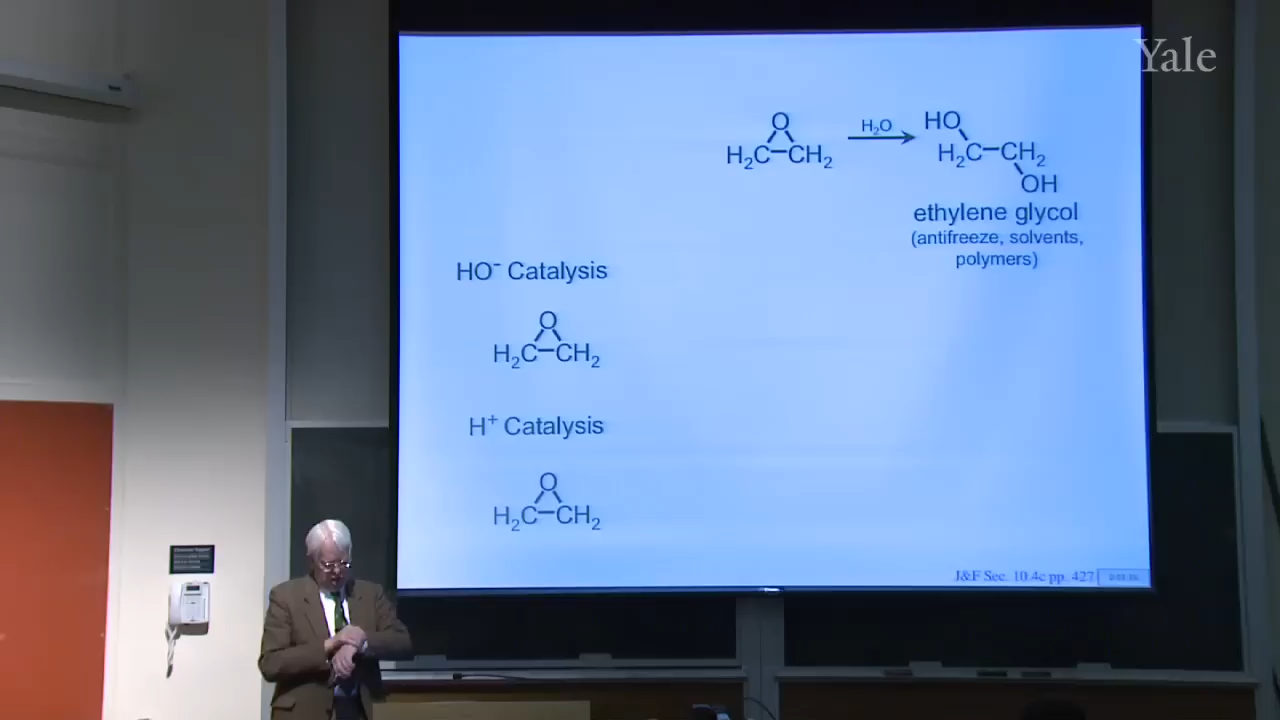 Yale
O
H₂C–CH₂
H₂O
HO
H₂C–CH₂
OH
ethylene glycol
(antifreeze, solvents,
polymers)
HO⁻ Catalysis
O
H₂C–CH₂
H⁺ Catalysis
O
H₂C–CH₂
J&F Sec. 10.4c pp. 427